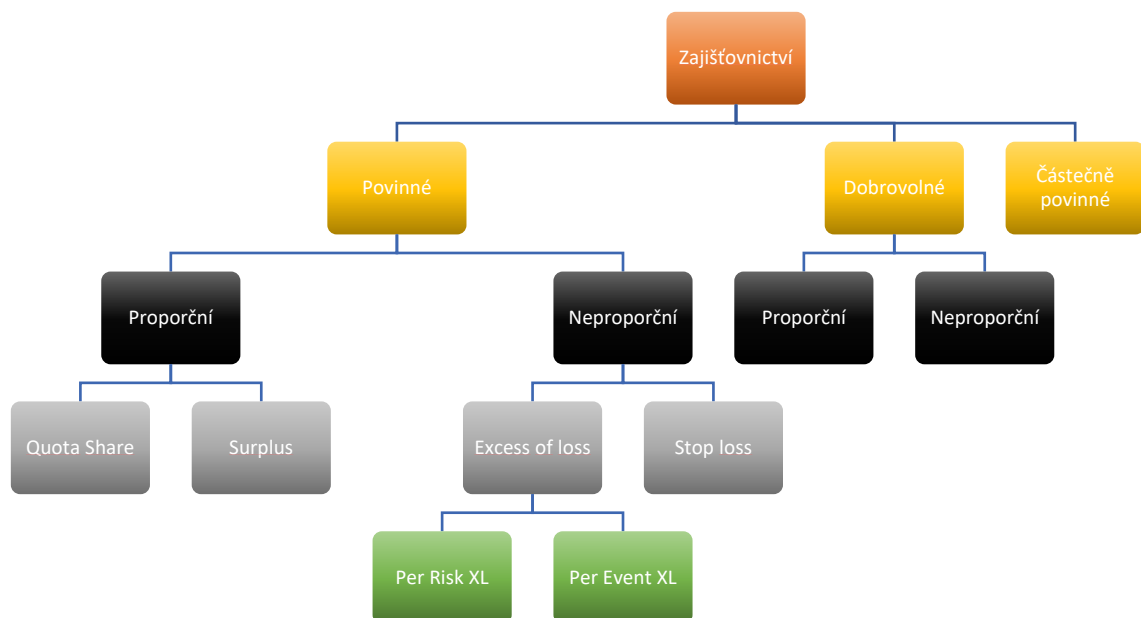 Zajišťovnictví
Povinné
Dobrovolné
Částečně
povinné
Proporční
Neproporční
Proporční
Neproporční
Quota Share
Surplus
Excess of loss
Stop loss
Per Risk XL
Per Event XL